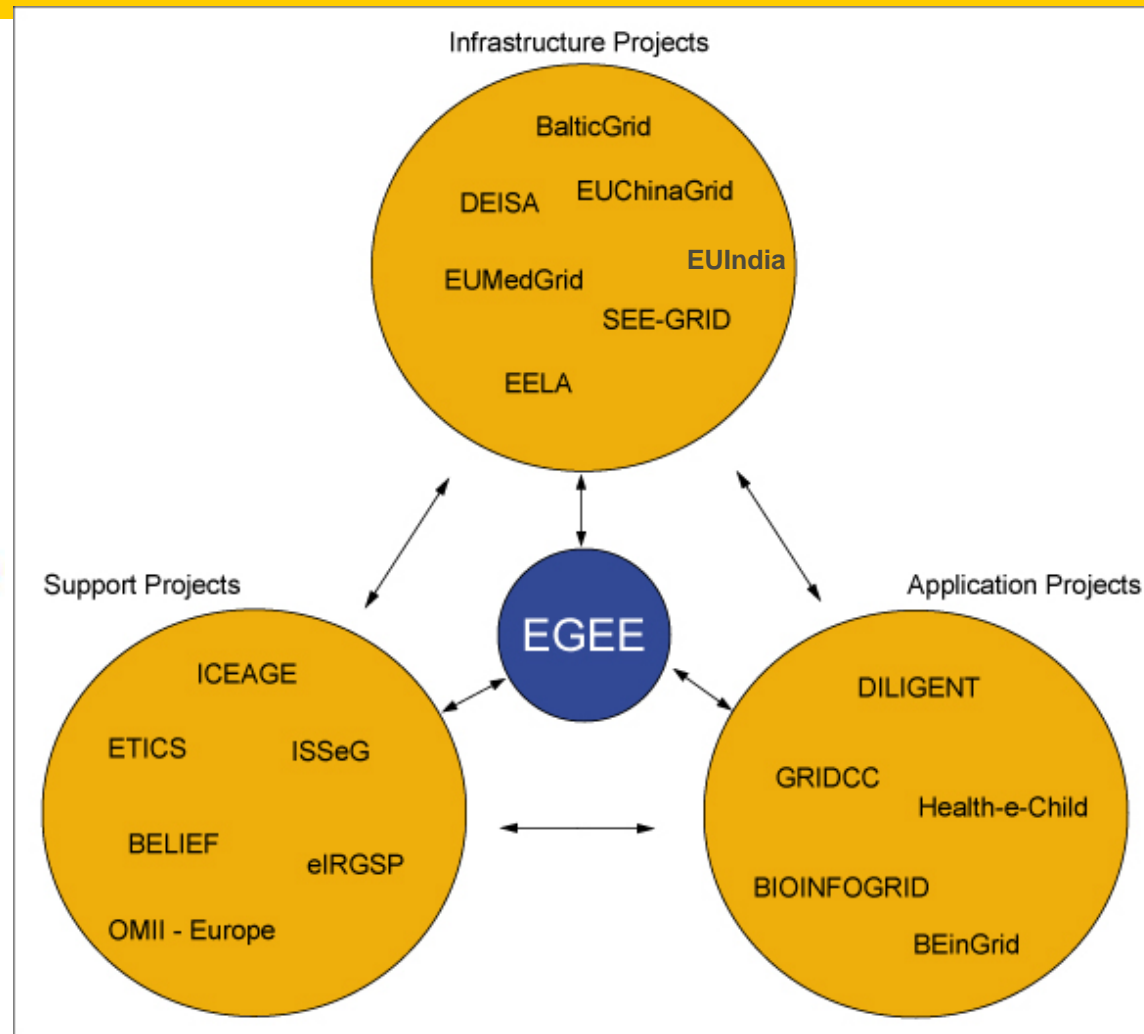 Infrastructure Projects
BalticGrid
EUChinaGrid
DEISA
EUIndia
EUMedGrid
SEE-GRID
EELA
Support Projects
Application Projects
EGEE
ICEAGE
DILIGENT
ETICS
ISSeG
GRIDCC
Health-e-Child
BELIEF
eIRGSP
BIOINFOGRID
OMII - Europe
BEinGrid